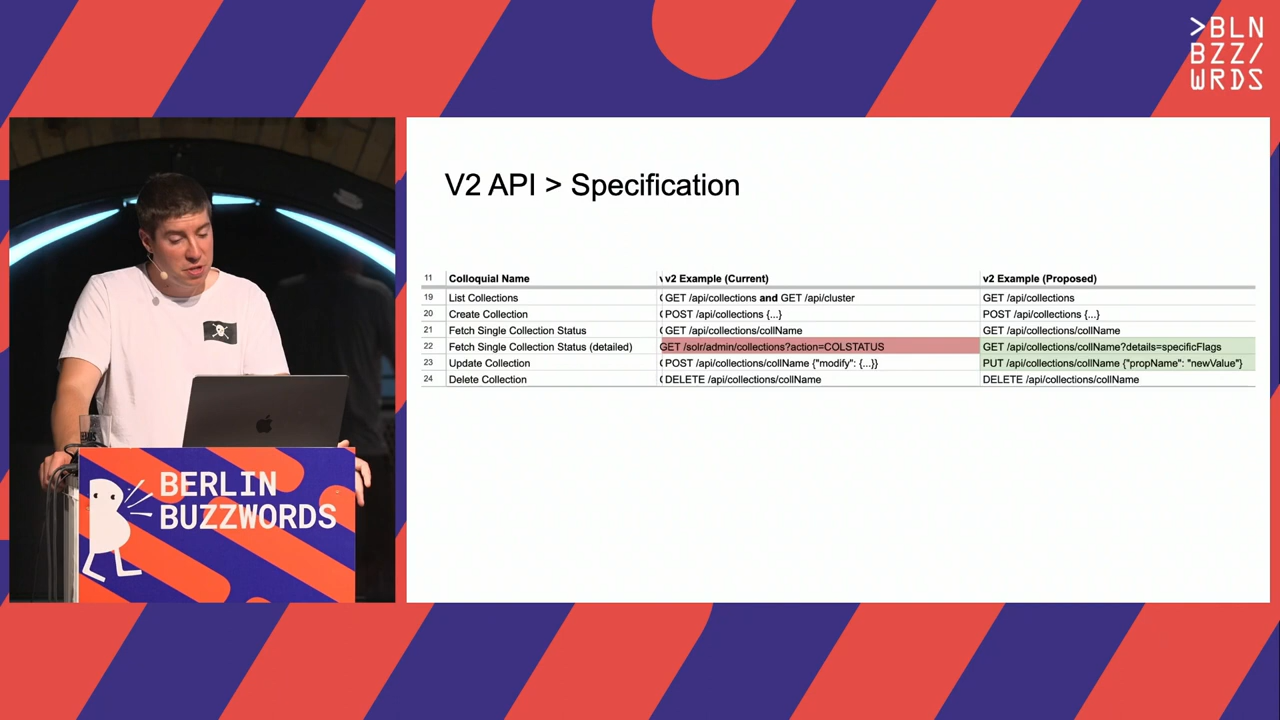 >BLN
BZZ/
WRDS
V2 API > Specification
11 Colloquial Name v2 Example (Current) v2 Example (Proposed)
19 List Collections GET /api/collections and GET /api/cluster GET /api/collections
20 Create Collection POST /api/collections {...} POST /api/collections {...}
21 Fetch Single Collection Status GET /api/collections/collName GET /api/collections/collName
22 Fetch Single Collection Status (detailed) GET /solr/admin/collections?action=COLSTATUS GET /api/collections/collName?details=specificFlags
23 Update Collection POST /api/collections/collName {"modify": {...}} PUT /api/collections/collName {"propName": "newValue"}
24 Delete Collection DELETE /api/collections/collName DELETE /api/collections/collName
BERLIN
BUZZWORDS